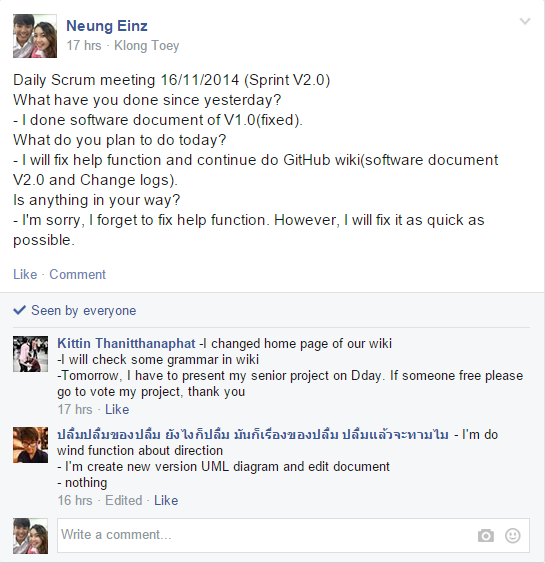 Neung Einz
17 hrs · Klong Toey
Daily Scrum meeting 16/11/2014 (Sprint V2.0)
What have you done since yesterday?
- I done software document of V1.0(fixed).
What do you plan to do today?
- I will fix help function and continue do GitHub wiki(software document
V2.0 and Change logs).
Is anything in your way?
- I'm sorry, I forget to fix help function. However, I will fix it as quick as
possible.
Like · Comment
Seen by everyone
Kittin Thanitthanaphat -I changed home page of our wiki
-I will check some grammar in wiki
-Tomorrow, I have to present my senior project on Dday. If someone free please
go to vote my project, thank you
17 hrs · Like
ปลื้มปลื้มของปลื้ม ยังไงก็ปลื้ม มันก็เรื่องของปลื้ม ปลื้มแล้วจะทามไม - I'm do
wind function about direction
- I'm create new version UML diagram and edit document
- nothing
16 hrs · Edited · Like
Write a comment...